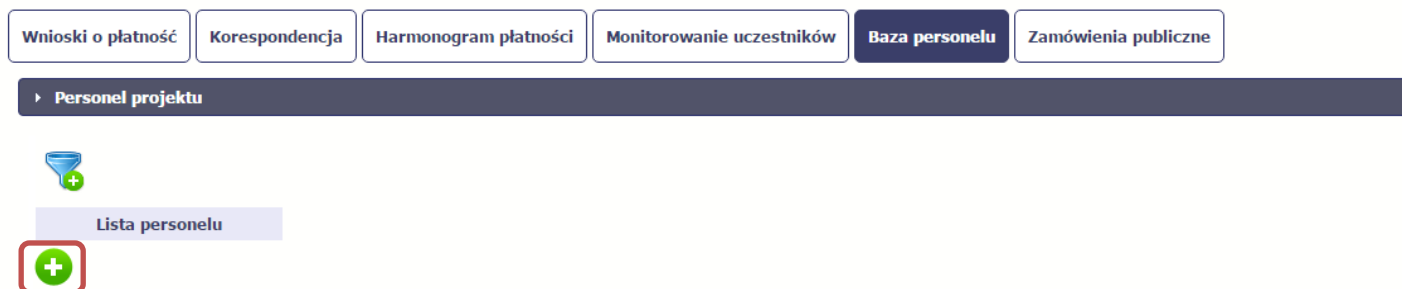 Wnioski o płatność Korespondencja Harmonogram płatności Monitorowanie uczestników Baza personelu Zamówienia publiczne
Personel projektu
Lista personelu